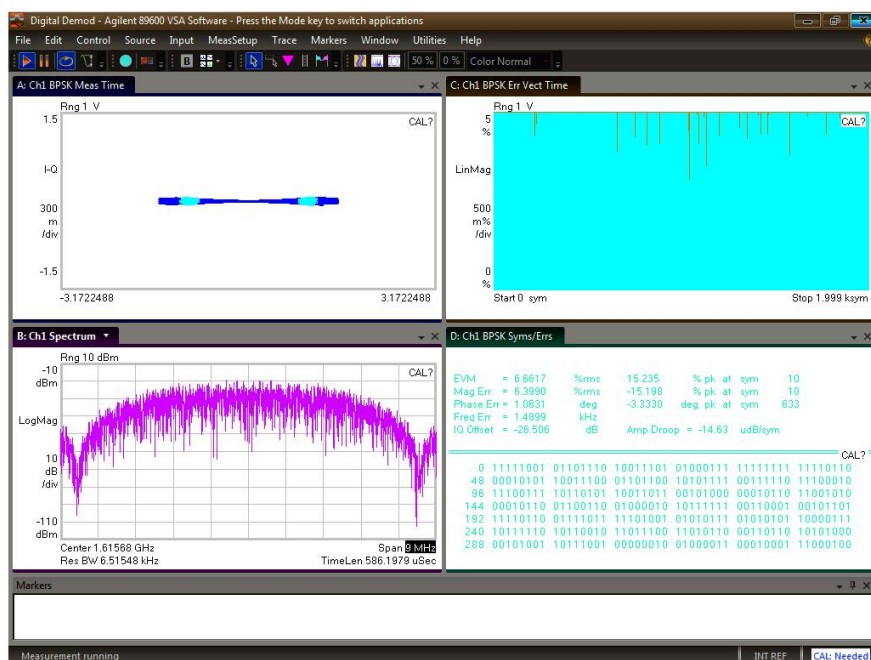 Digital Demod - Agilent 89600 VSA Software - Press the Mode key to switch applications
File Edit Control Source Input MeasSetup Trace Markers Window Utilities Help
B 50 % 0 % Color Normal
A: Ch1 BPSK Meas Time
Rng 1 V
1.5
CAL?
I-Q
300
m
/div
-1.5
-3.1722488 3.1722488
C: Ch1 BPSK Err Vect Time
Rng 1 V
5
%
CAL?
LinMag
500
m%
/div
0
%
Start 0 sym Stop 1.999 ksym
B: Ch1 Spectrum
Rng 10 dBm
-10
dBm
CAL?
LogMag
10
dB
/div
-110
dBm
Center 1.61568 GHz Span 9 MHz
Res BW 6.51548 kHz TimeLen 586.1979 uSec
D: Ch1 BPSK Syms/Errs
EVM = 6.6617 %rms 15.235 % pk at sym 10
Mag Err = 6.3990 %rms -15.198 % pk at sym 10
Phase Err = 1.0631 deg -3.3330 deg pk at sym 633
Freq Err = 1.4899 kHz
IQ Offset = -26.506 dB Amp Droop = -14.63 udB/sym
CAL?
0 11111001 01101110 10011101 01000111 11111111 11110110
48 00010101 10011100 01101100 10101111 00111110 11100010
96 11100111 10110101 10011011 00101000 00010110 11001010
144 00010110 01100110 01010000 10111111 00110001 00101101
192 11110110 01111011 11101001 01010111 01010101 10000111
240 10111110 10110010 11011100 11010110 01010110 10101000
288 00101001 10111001 00000010 01000011 00010001 11000100
Markers
Measurement running INT REF CAL: Needed